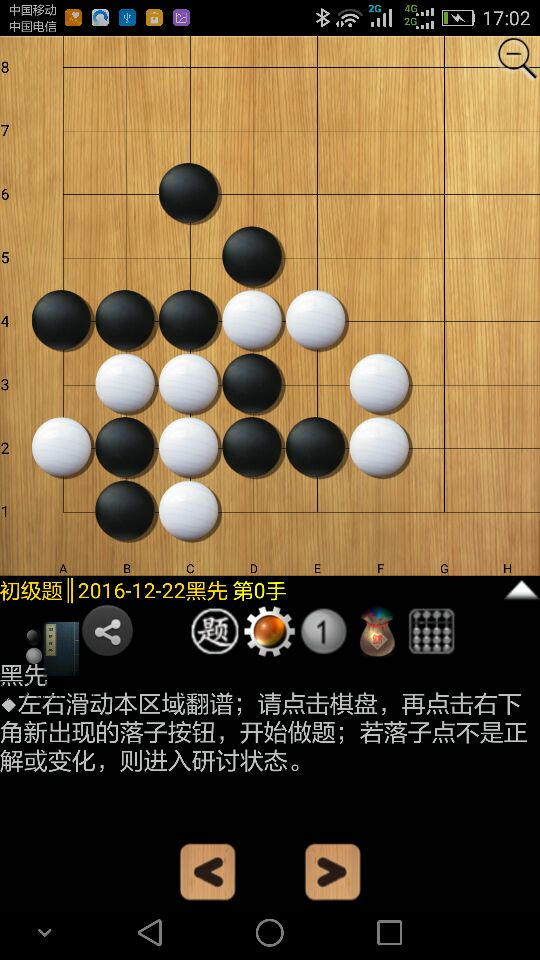 中国移动
中国电信
2G
4G
2G
17:02
8
7
6
5
4
3
2
1
A B C D E F G H
初级题‖2016-12-22黑先 第0手
题
1
黑先
◆左右滑动本区域翻谱；请点击棋盘，再点击右下
角新出现的落子按钮，开始做题；若落子点不是正
解或变化，则进入研讨状态。